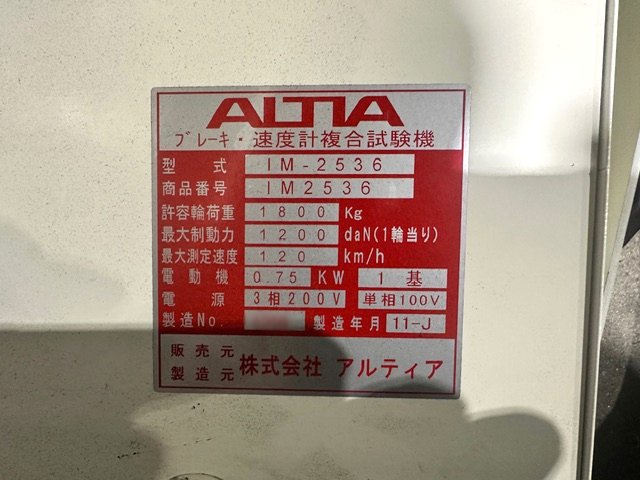 ALTIA
ブレーキ・速度計複合試験機
型 式 IM-2536
商品番号 IM2536
許容輪荷重 1800 Kg
最大制動力 1200 daN(1輪当り)
最大測定速度 120 km/h
電動機 0.75 KW 1基
電源 3相200V 単相100V
製造No. 製造年月 11-J
販売元
製造元 株式会社 アルティア